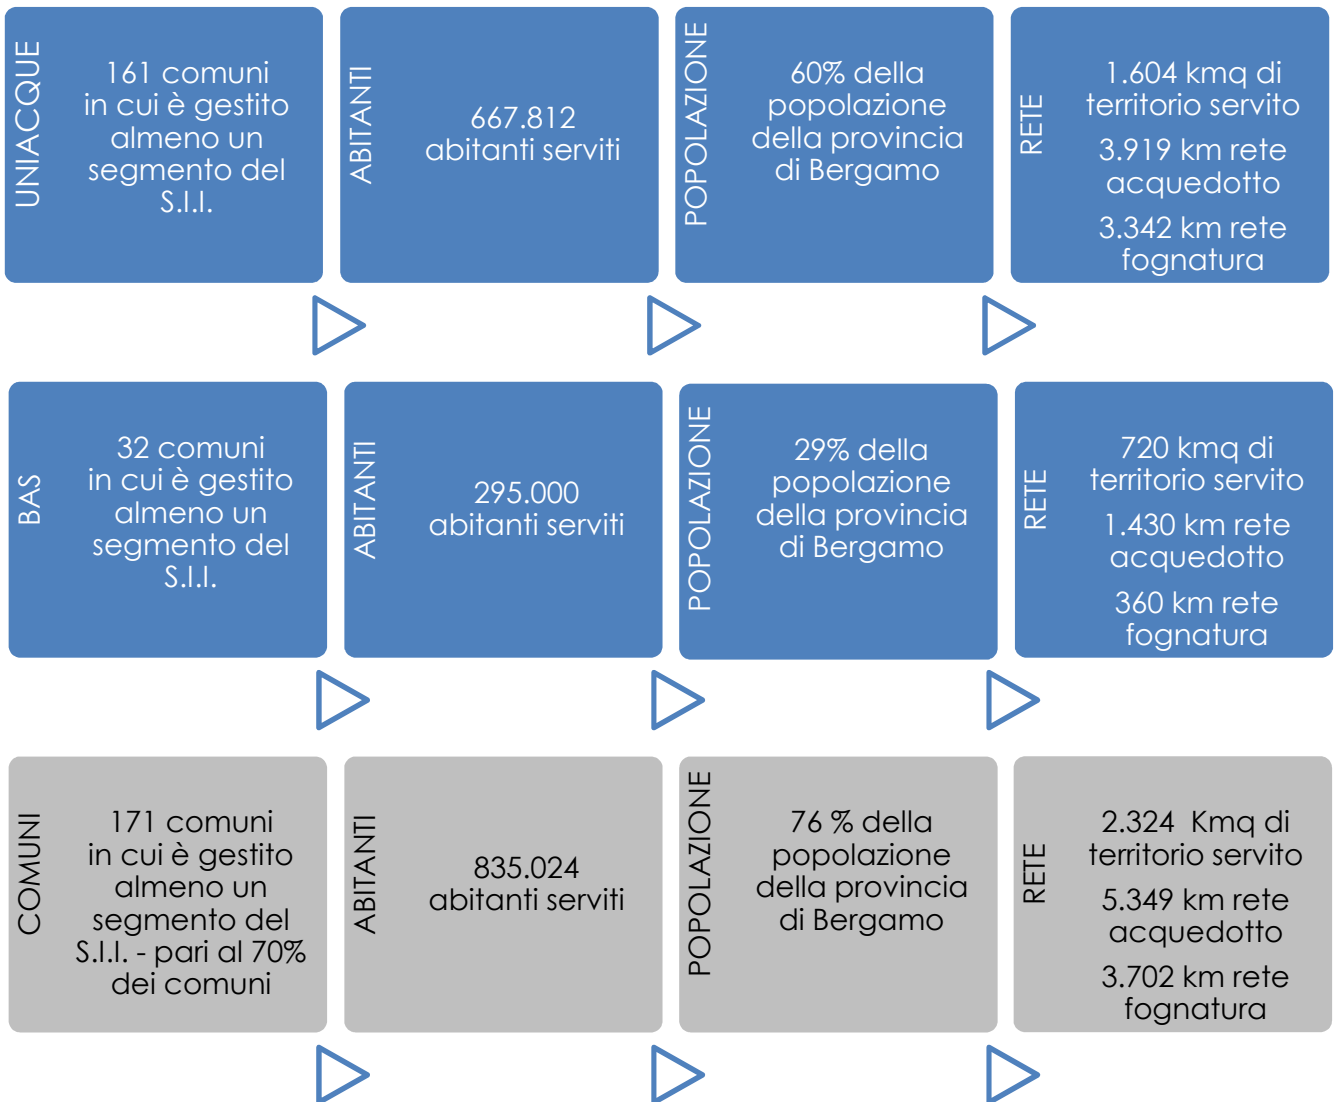 UNIACQUE
161 comuni
in cui è gestito
almeno un
segmento del
S.I.I.
ABITANTI
667.812
abitanti serviti
POPOLAZIONE
60% della
popolazione
della provincia
di Bergamo
RETE
1.604 kmq di
territorio servito
3.919 km rete
acquedotto
3.342 km rete
fognatura
BAS
32 comuni
in cui è gestito
almeno un
segmento del
S.I.I.
ABITANTI
295.000
abitanti serviti
POPOLAZIONE
29% della
popolazione
della provincia
di Bergamo
RETE
720 kmq di
territorio servito
1.430 km rete
acquedotto
360 km rete
fognatura
COMUNI
171 comuni
in cui è gestito
almeno un
segmento del
S.I.I. - pari al 70%
dei comuni
ABITANTI
835.024
abitanti serviti
POPOLAZIONE
76 % della
popolazione
della provincia
di Bergamo
RETE
2.324 Kmq di
territorio servito
5.349 km rete
acquedotto
3.702 km rete
fognatura